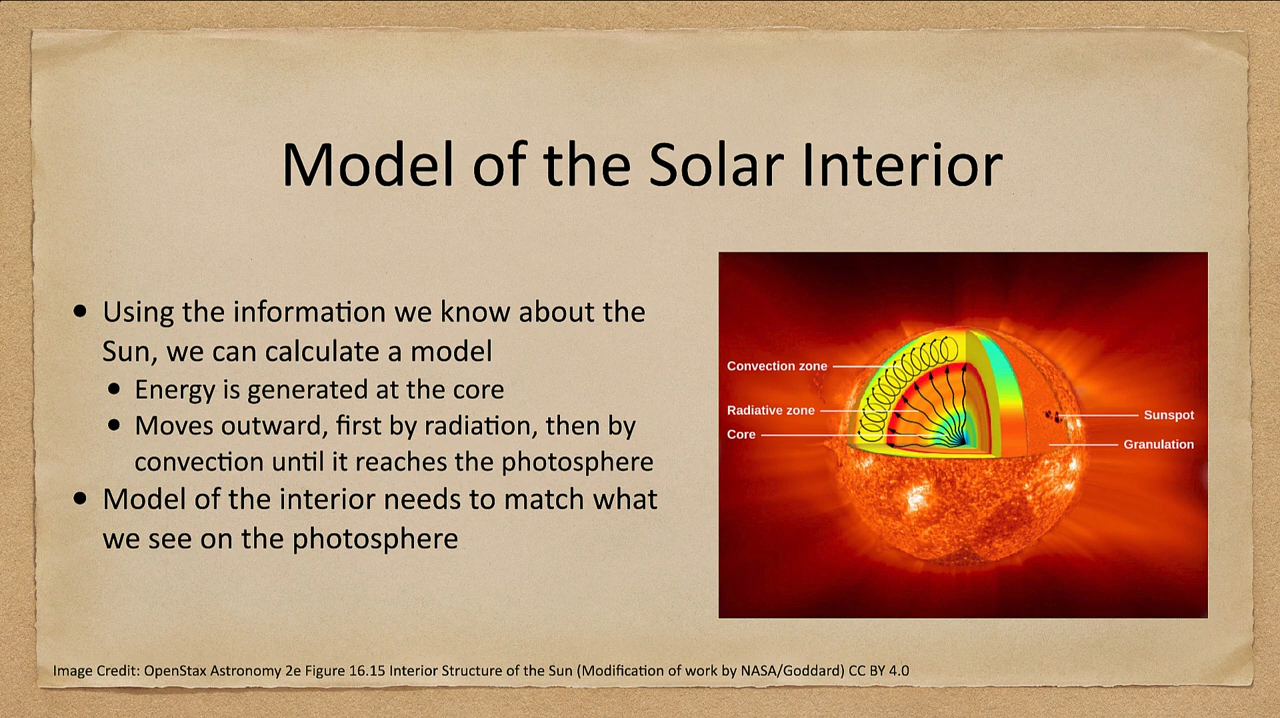 Model of the Solar Interior
• Using the information we know about the
Sun, we can calculate a model
• Energy is generated at the core
• Moves outward, first by radiation, then by
convection until it reaches the photosphere
• Model of the interior needs to match what
we see on the photosphere
Convection zone
Radiative zone
Core
Sunspot
Granulation
Image Credit: OpenStax Astronomy 2e Figure 16.15 Interior Structure of the Sun (Modification of work by NASA/Goddard) CC BY 4.0